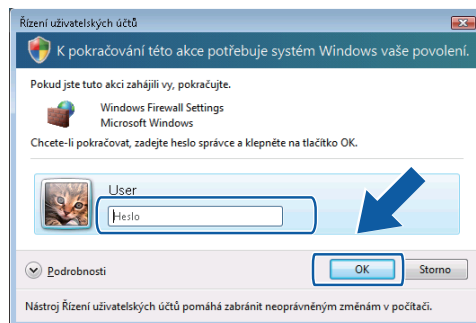 Řízení uživatelských účtů
K pokračování této akce potřebuje systém Windows vaše povolení.
Pokud jste tuto akci zahájili vy, pokračujte.
Windows Firewall Settings
Microsoft Windows
Chcete-li pokračovat, zadejte heslo správce a klepněte na tlačítko OK.
User
Heslo
Podrobnosti
OK
Storno
Nástroj Řízení uživatelských účtů pomáhá zabránit neoprávněným změnám v počítači.